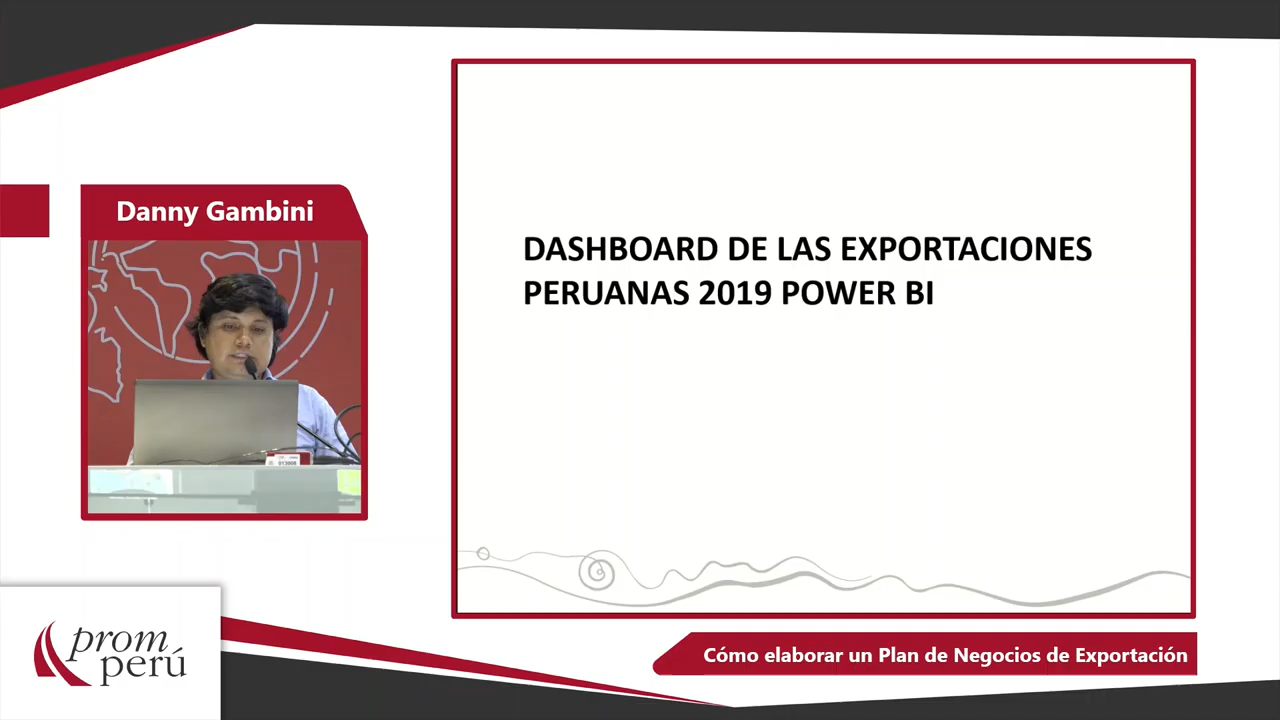 Danny Gambini
DASHBOARD DE LAS EXPORTACIONES
PERUANAS 2019 POWER BI
prom
perú
Cómo elaborar un Plan de Negocios de Exportación